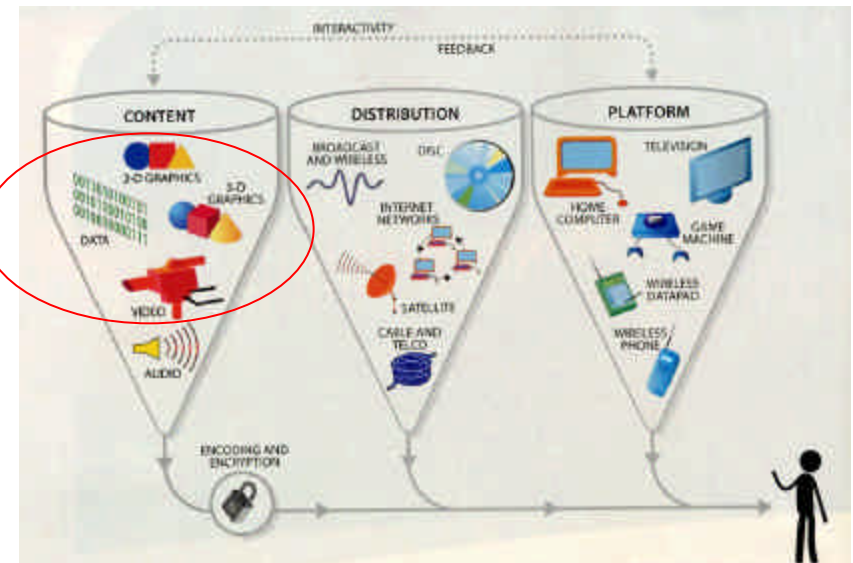 INTERACTIVITY
FEEDBACK
CONTENT
2-D GRAPHICS
3-D
GRAPHICS
001101010010101
DATA
VIDEO
AUDIO
ENCODING AND
ENCRYPTION
DISTRIBUTION
BROADCAST
AND WIRELESS
DISC
INTERNET
NETWORKS
SATELLITE
CABLE AND
TELCO
PLATFORM
TELEVISION
HOME
COMPUTER
GAME
MACHINE
WIRELESS
DATAPAD
WIRELESS
PHONE